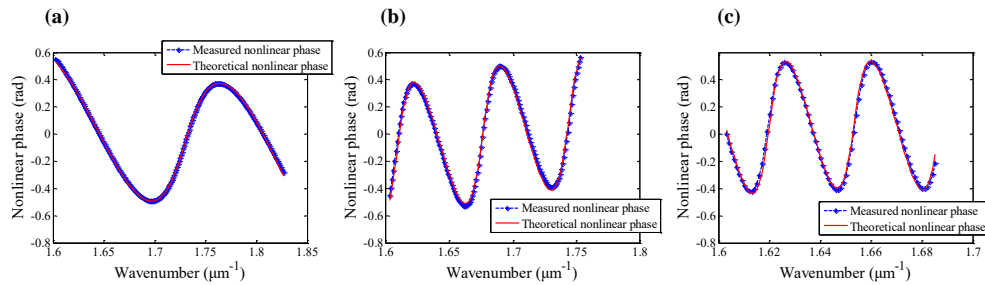 (a)
(b)
(c)
0.6
0.4
0.2
0
-0.2
-0.4
-0.6
-0.8
Nonlinear phase (rad)
Measured nonlinear phase
Theoretical nonlinear phase
1.6 1.65 1.7 1.75 1.8 1.85
Wavenumber (μm⁻¹)
0.6
0.4
0.2
0
-0.2
-0.4
-0.6
-0.8
Nonlinear phase (rad)
Measured nonlinear phase
Theoretical nonlinear phase
1.6 1.65 1.7 1.75 1.8
Wavenumber (μm⁻¹)
0.6
0.4
0.2
0
-0.2
-0.4
-0.6
-0.8
Nonlinear phase (rad)
Measured nonlinear phase
Theoretical nonlinear phase
1.6 1.62 1.64 1.66 1.68 1.7
Wavenumber (μm⁻¹)